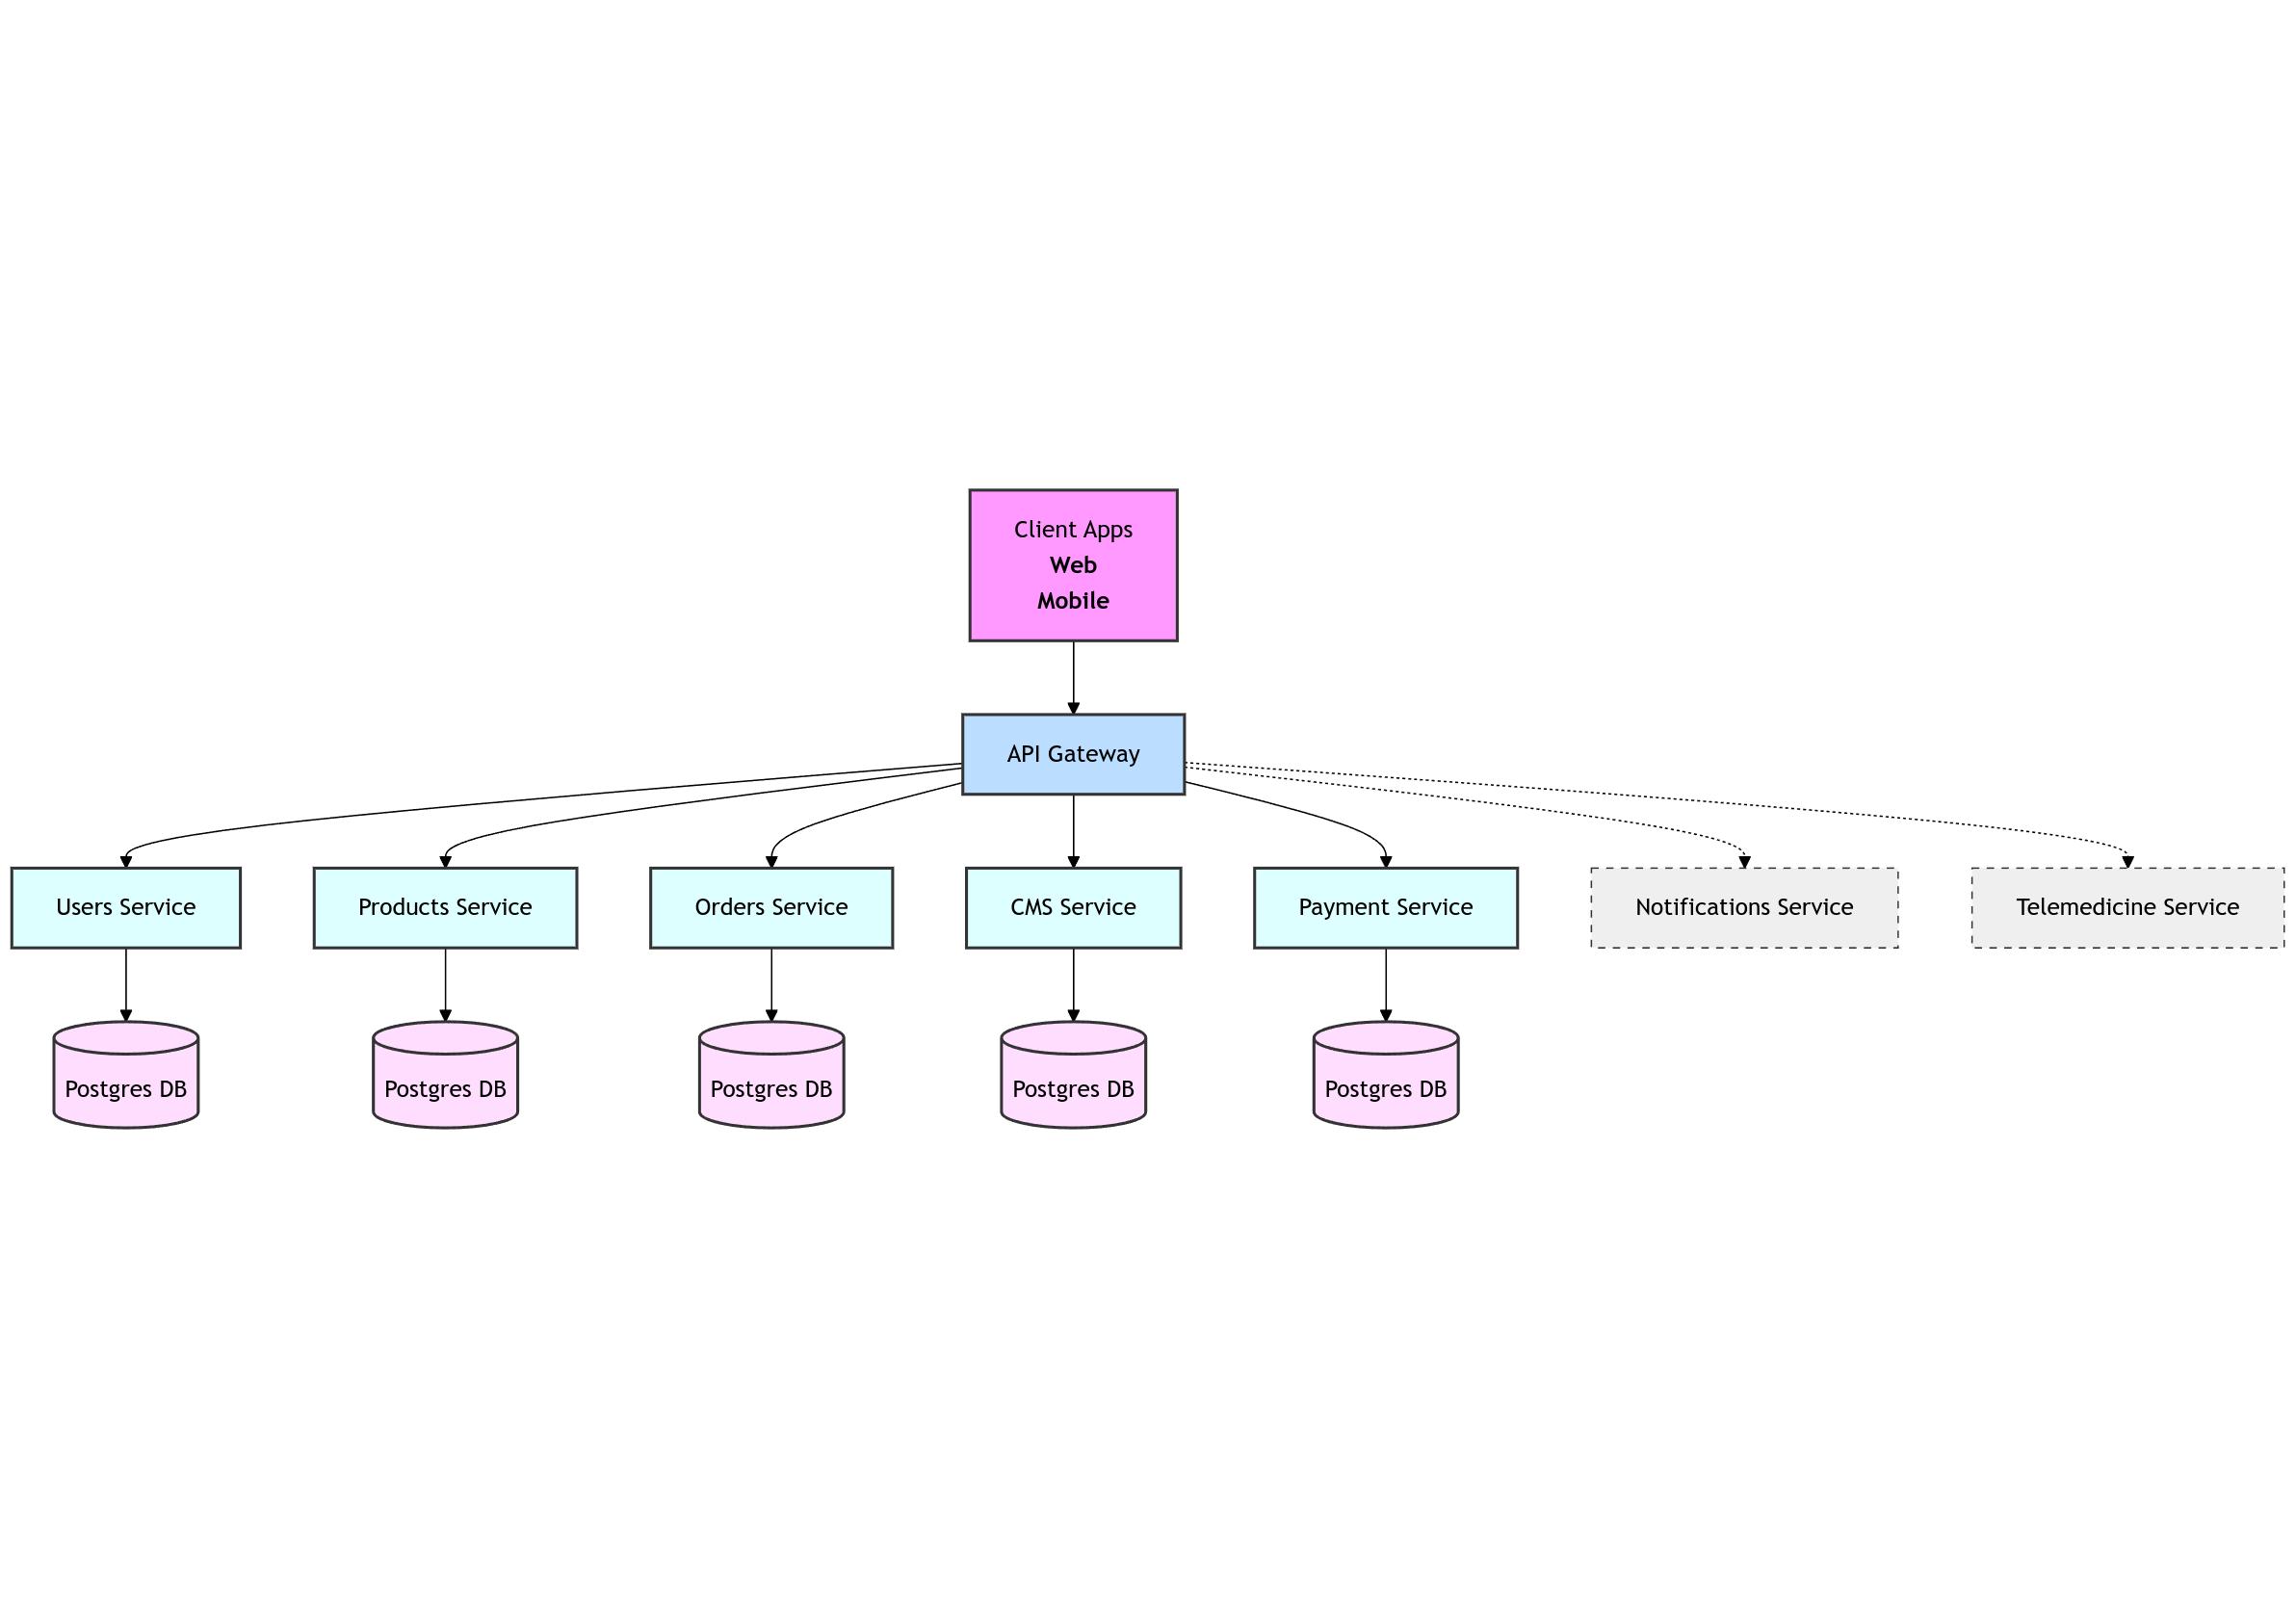 Client Apps
Web
Mobile
API Gateway
Users Service
Products Service
Orders Service
CMS Service
Payment Service
Notifications Service
Telemedicine Service
Postgres DB
Postgres DB
Postgres DB
Postgres DB
Postgres DB